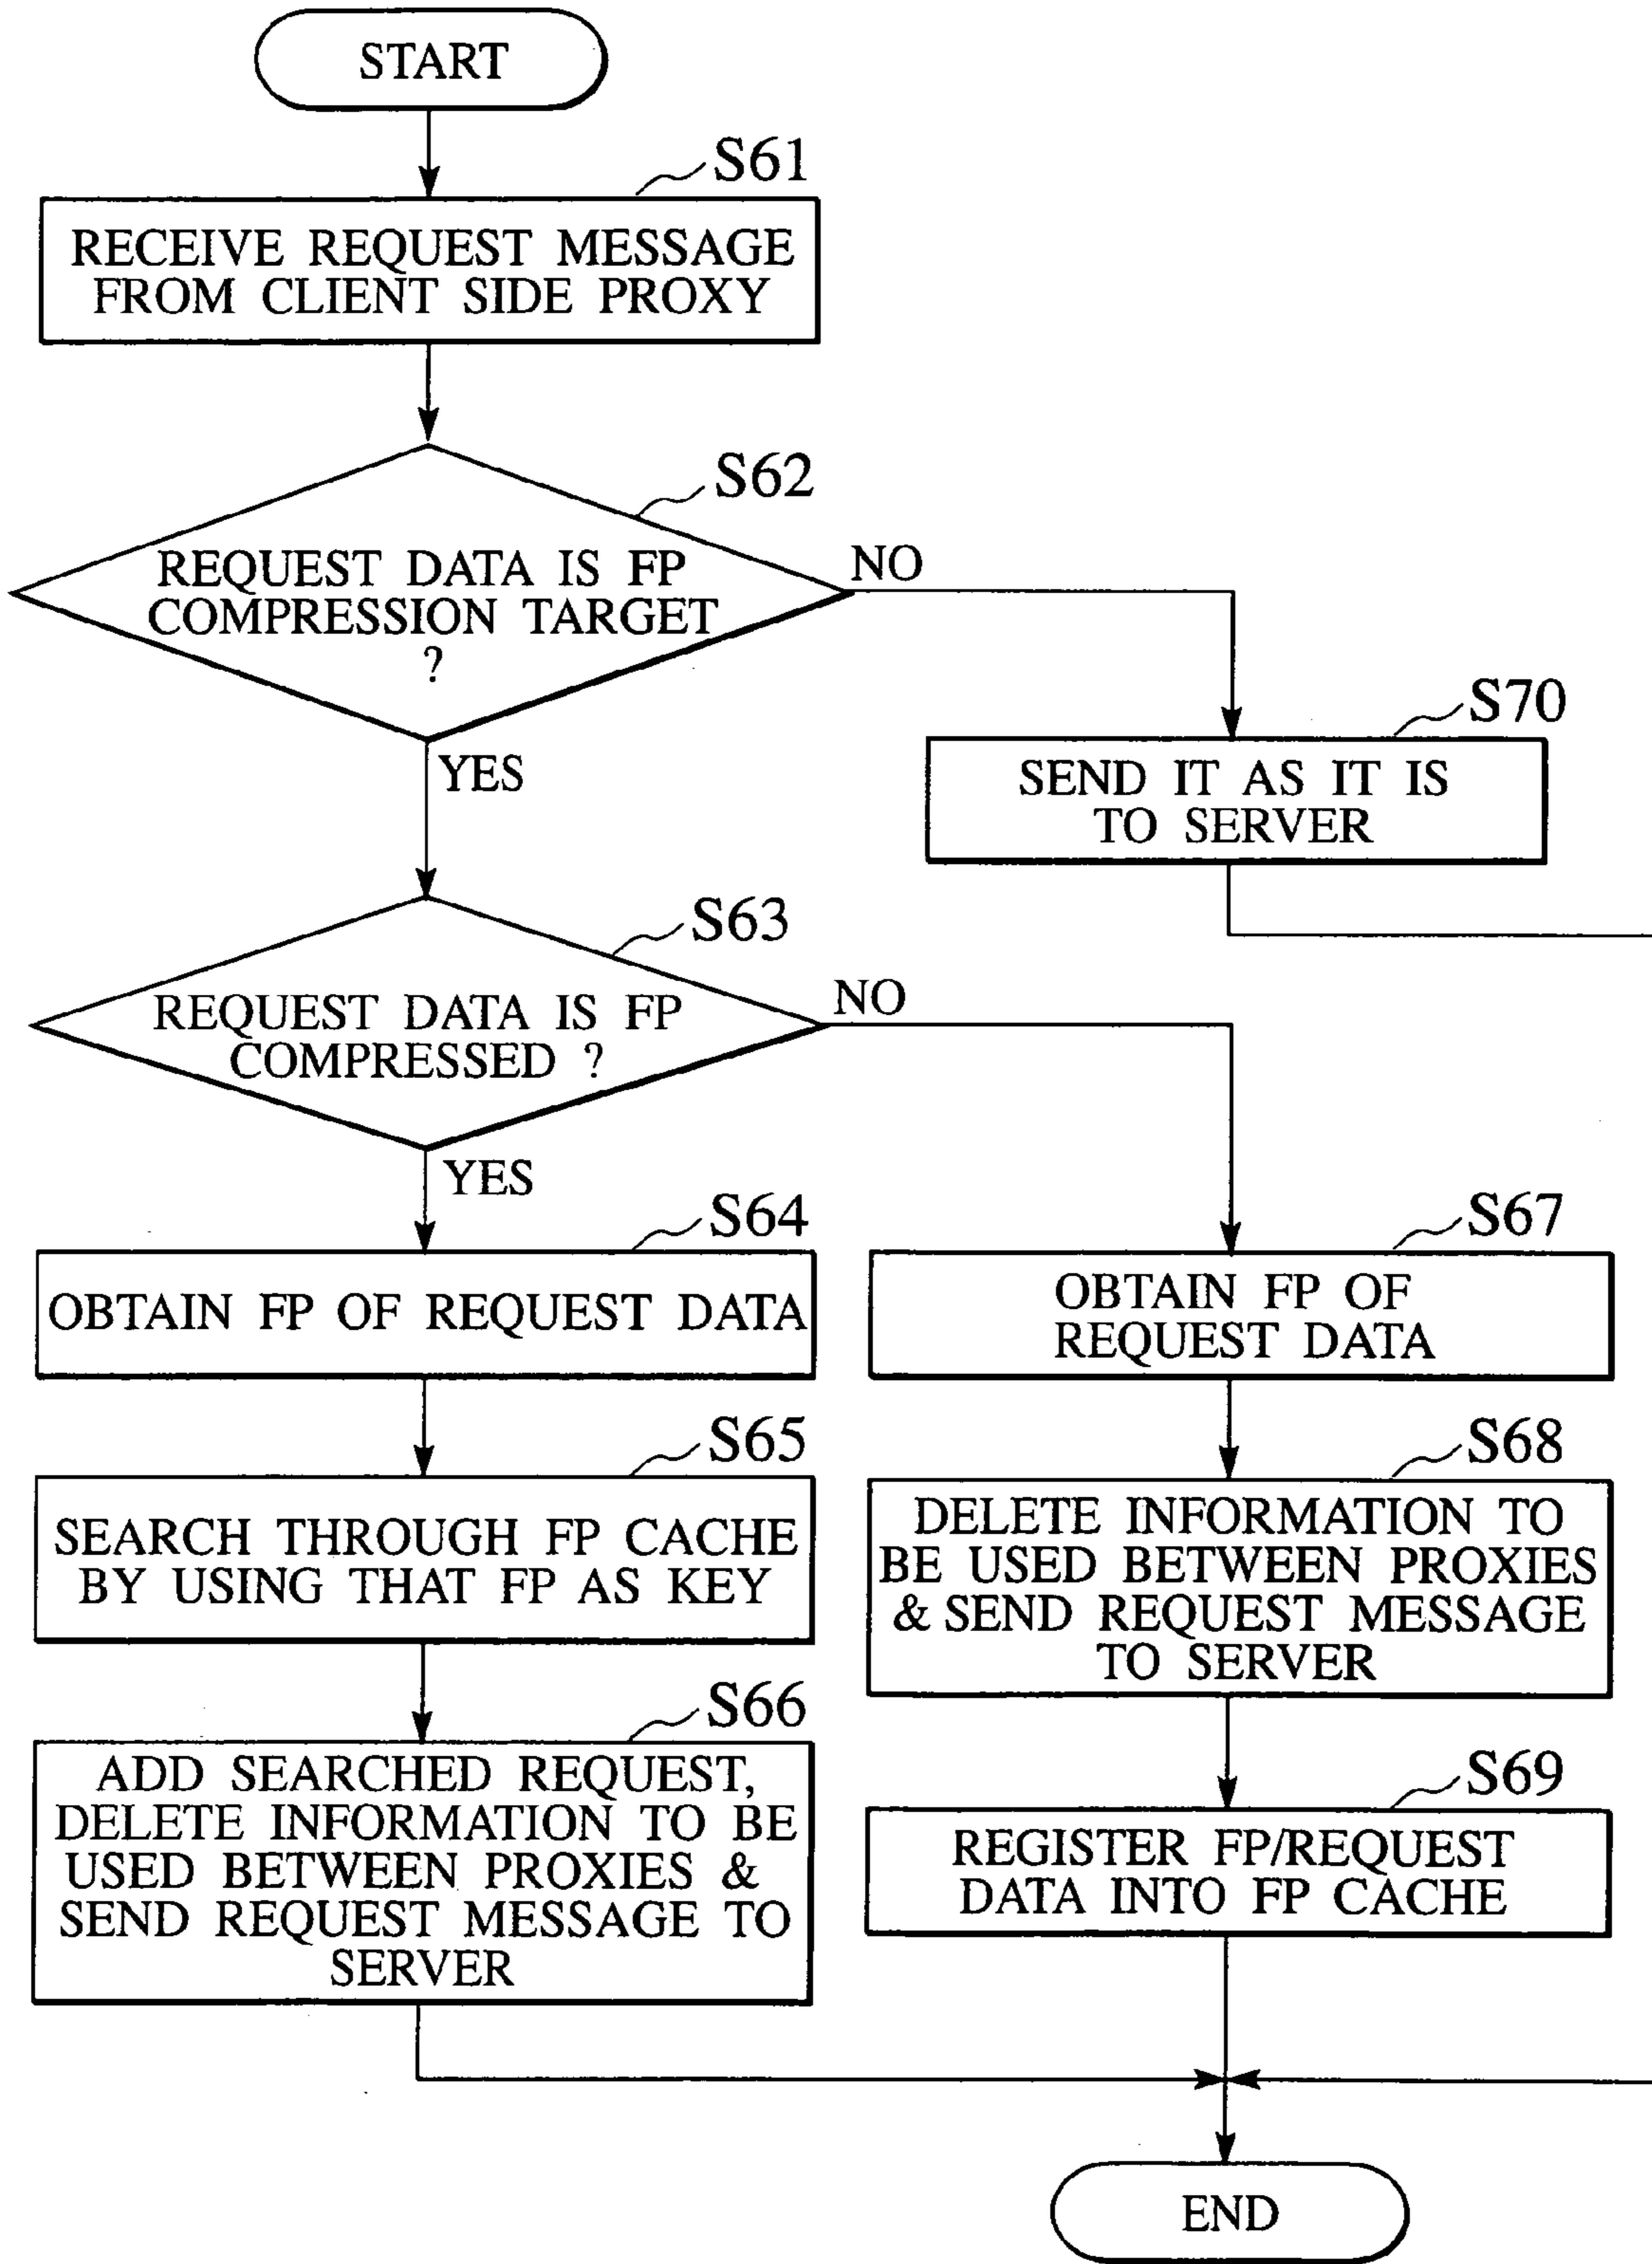 START
S61
RECEIVE REQUEST MESSAGE
FROM CLIENT SIDE PROXY
S62
REQUEST DATA IS FP
COMPRESSION TARGET
?
NO
YES
S70
SEND IT AS IT IS
TO SERVER
S63
REQUEST DATA IS FP
COMPRESSED ?
NO
YES
S64
OBTAIN FP OF REQUEST DATA
S65
SEARCH THROUGH FP CACHE
BY USING THAT FP AS KEY
S66
ADD SEARCHED REQUEST,
DELETE INFORMATION TO BE
USED BETWEEN PROXIES &
SEND REQUEST MESSAGE TO
SERVER
S67
OBTAIN FP OF
REQUEST DATA
S68
DELETE INFORMATION TO
BE USED BETWEEN PROXIES
& SEND REQUEST MESSAGE
TO SERVER
S69
REGISTER FP/REQUEST
DATA INTO FP CACHE
END